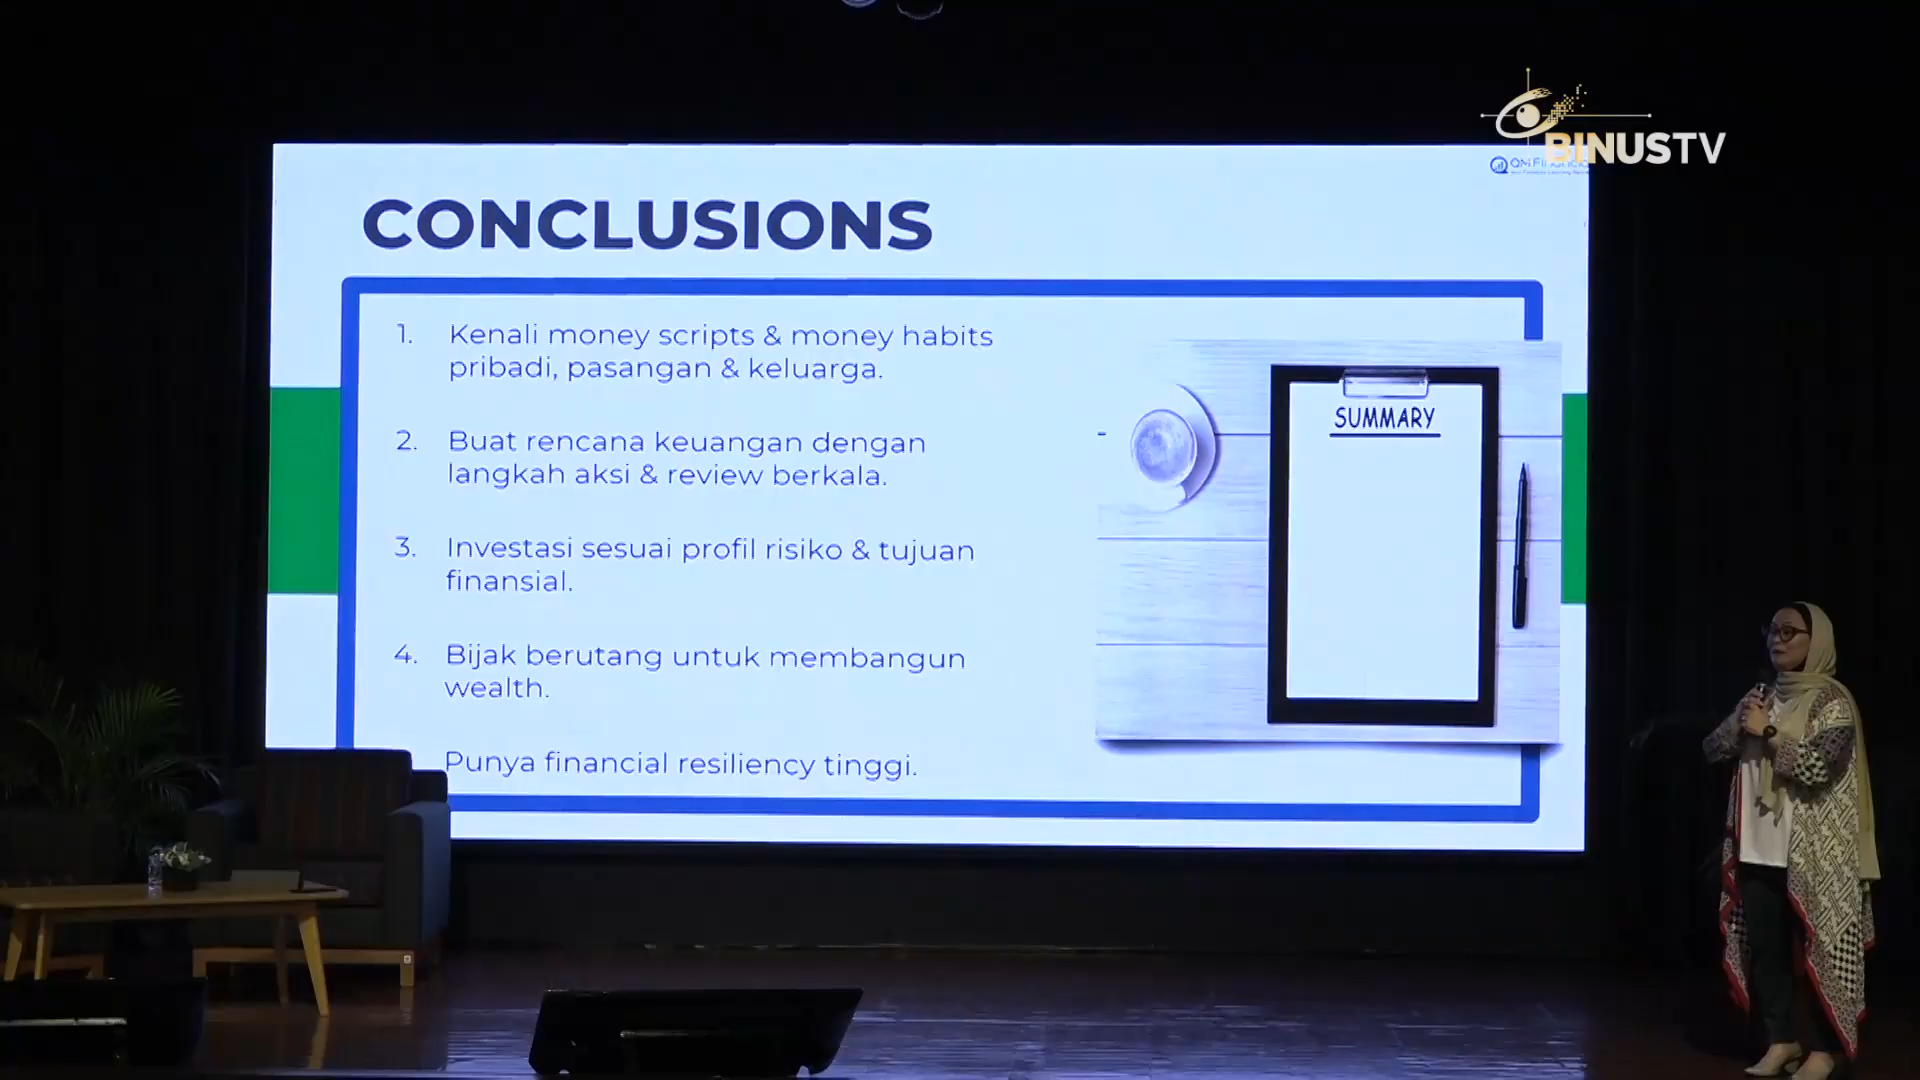 BINUSTV
CONCLUSIONS
1. Kenali money scripts & money habits
pribadi, pasangan & keluarga.
2. Buat rencana keuangan dengan
langkah aksi & review berkala.
3. Investasi sesuai profil risiko & tujuan
finansial.
4. Bijak berutang untuk membangun
wealth.
Punya financial resiliency tinggi.
SUMMARY